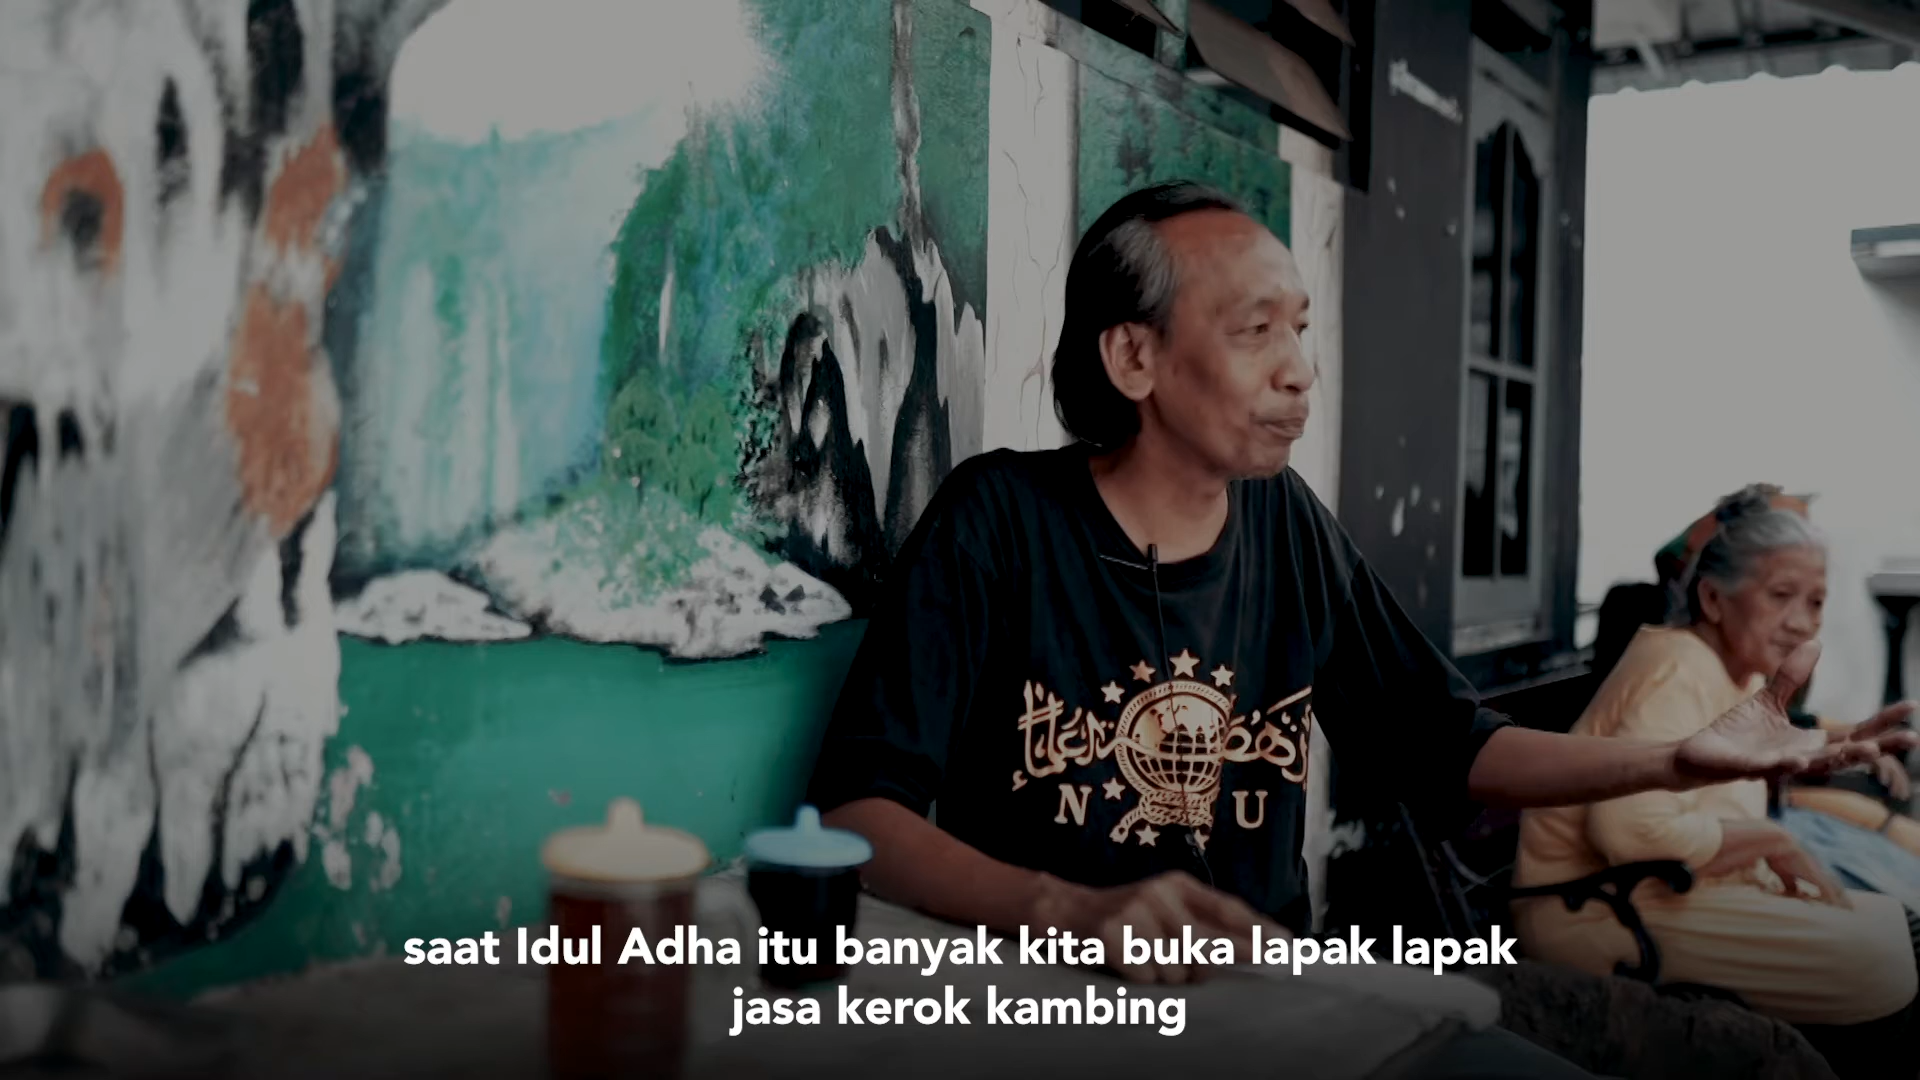 N U
saat Idul Adha itu banyak kita buka lapak lapak
jasa kerok kambing